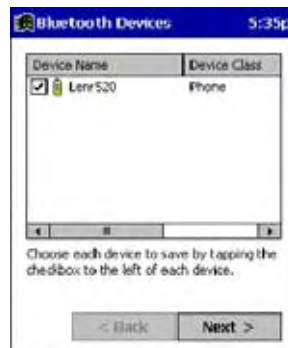 Bluetooth Devices 5:35p
Device Name Device Class
Lenr520 Phone
Choose each device to save by tapping the
checkbox to the left of each device.
< Back Next >